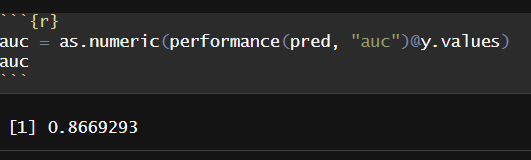 ```{r}
auc = as.numeric(performance(pred, "auc")@y.values)
auc
```
[1] 0.8669293